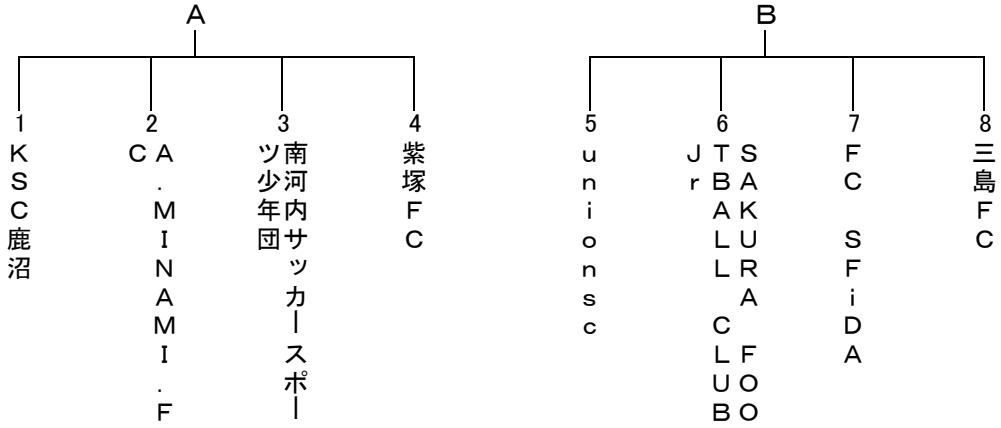 A
B
1
2
3
4
5
6
7
8
KSC鹿沼
A.MINAMI.F
C
南河内サッカースポー
ツ少年団
紫塚FC
unionsc
SAKURA FOO
TBALL CLUB
Jr
FC SFiDA
三島FC